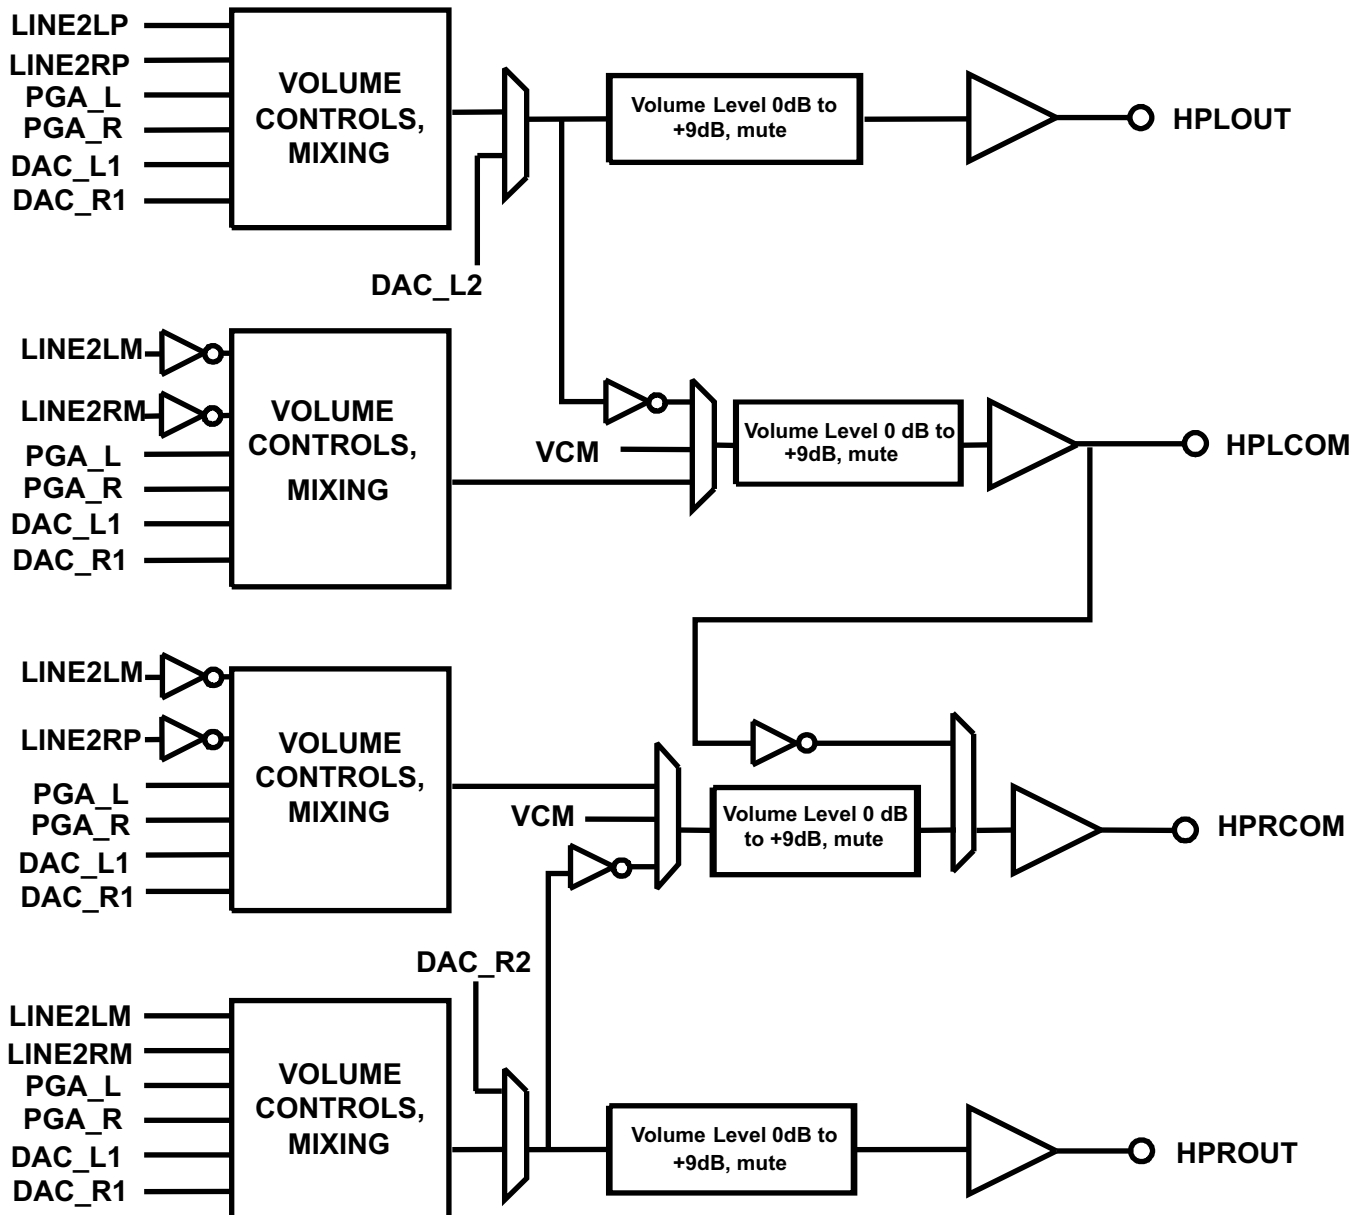 LINE2LP
LINE2RP
PGA_L
PGA_R
DAC_L1
DAC_R1
VOLUME
CONTROLS,
MIXING
DAC_L2
Volume Level 0dB to
+9dB, mute
HPLOUT
LINE2LM
LINE2RM
PGA_L
PGA_R
DAC_L1
DAC_R1
VOLUME
CONTROLS,
MIXING
VCM
Volume Level 0 dB to
+9dB, mute
HPLCOM
LINE2LM
LINE2RP
PGA_L
PGA_R
DAC_L1
DAC_R1
VOLUME
CONTROLS,
MIXING
VCM
Volume Level 0 dB
to +9dB, mute
HPRCOM
DAC_R2
LINE2LM
LINE2RM
PGA_L
PGA_R
DAC_L1
DAC_R1
VOLUME
CONTROLS,
MIXING
Volume Level 0dB to
+9dB, mute
HPROUT